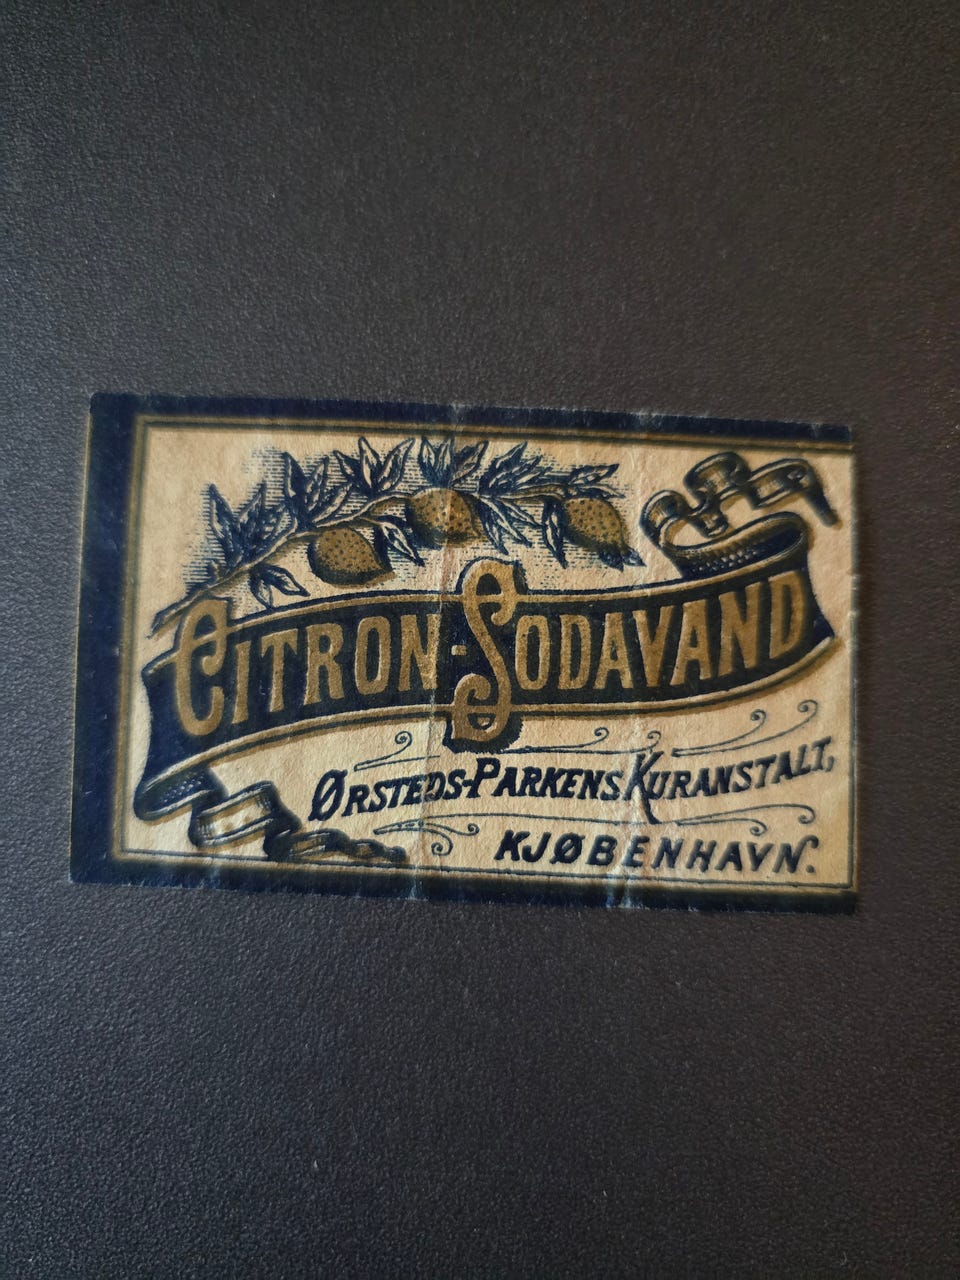 CITRON-SODAVAND
ØRSTEDS-PARKENS KURANSTALT,
KJØBENHAVN.